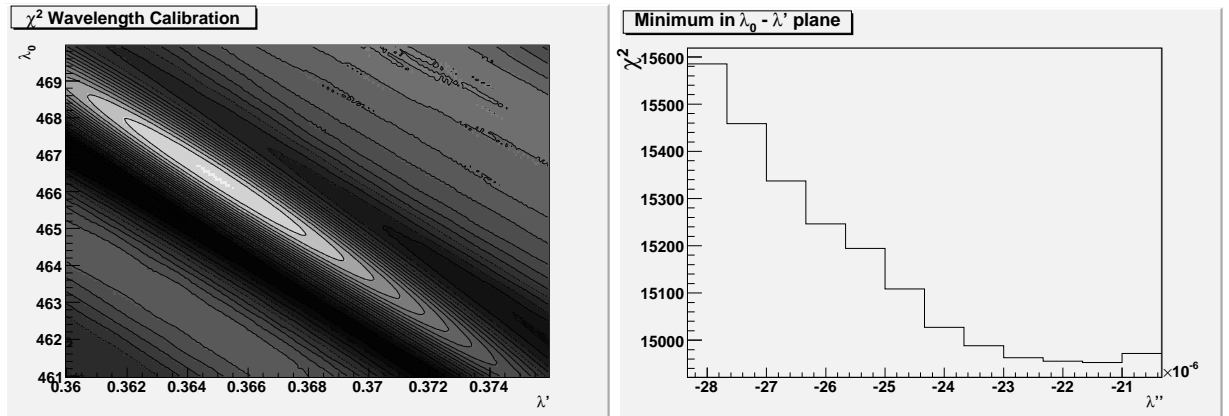 χ² Wavelength Calibration
λ₀
469
468
467
466
465
464
463
462
461
0.36 0.362 0.364 0.366 0.368 0.37 0.372 0.374
λ'
Minimum in λ₀ - λ' plane
χ²
15600
15500
15400
15300
15200
15100
15000
-28 -27 -26 -25 -24 -23 -22 -21
×10⁻⁶
λ''